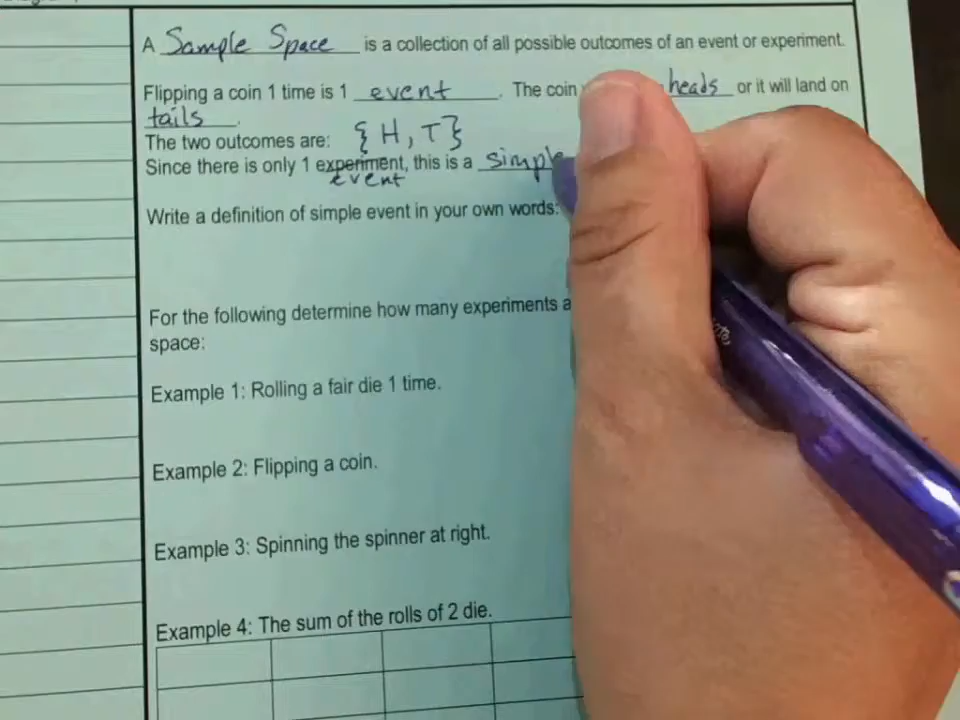 A Sample Space is a collection of all possible outcomes of an event or experiment.
Flipping a coin 1 time is 1 event. The coin heads or it will land on
tails.
The two outcomes are: {H, T}
Since there is only 1 experiment, this is a simple
event
Write a definition of simple event in your own words:
For the following determine how many experiments
space:
Example 1: Rolling a fair die 1 time.
Example 2: Flipping a coin.
Example 3: Spinning the spinner at right.
Example 4: The sum of the rolls of 2 die.